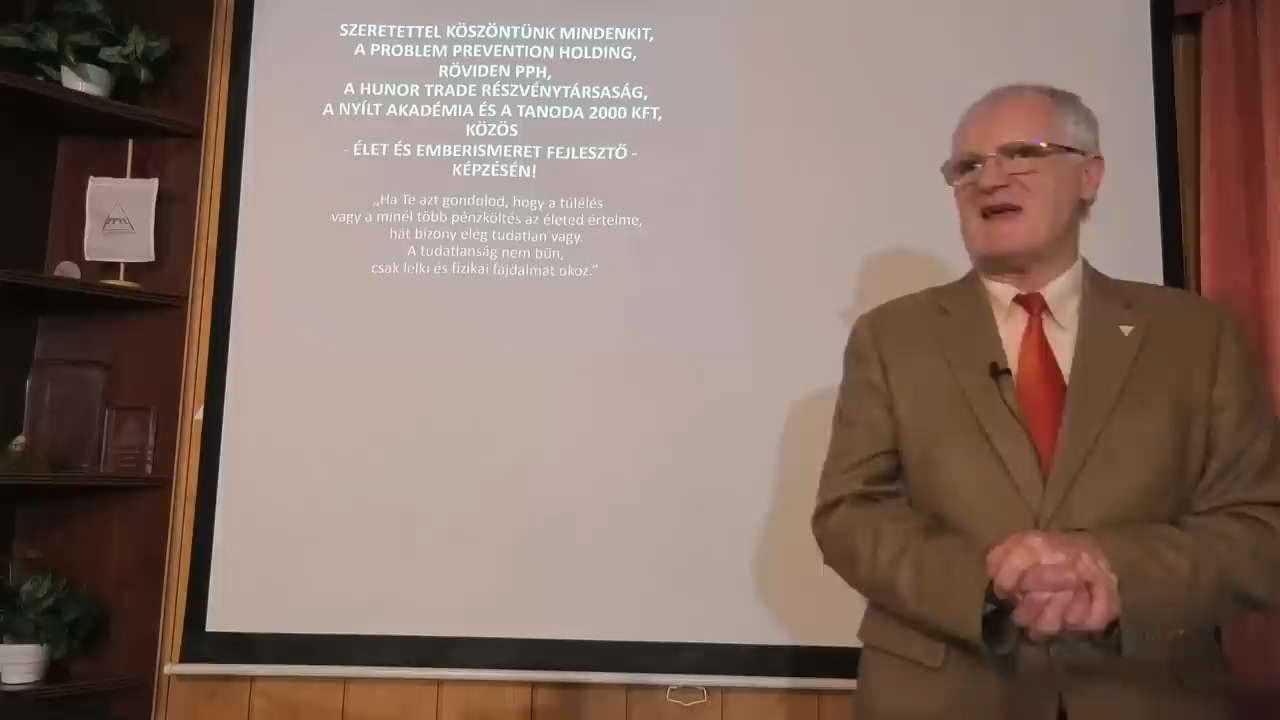 SZERETETTEL KÖSZÖNTÜNK MINDENKIT,
A PROBLEM PREVENTION HOLDING,
RÖVIDEN PPH,
A HUNOR TRADE RÉSZVÉNYTÁRSASÁG,
A NYÍLT AKADÉMIA ÉS A TANODA 2000 KFT,
KÖZÖS
- ÉLET ÉS EMBERISMERET FEJLESZTŐ -
KÉPZÉSÉN!
„Ha Te azt gondolod, hogy a túlélés
vagy a minél több pénzköltés az életed értelme,
hát bizony elég tudatlan vagy.
A tudatlanság nem bűn,
csak lelki és fizikai fájdalmat okoz.”